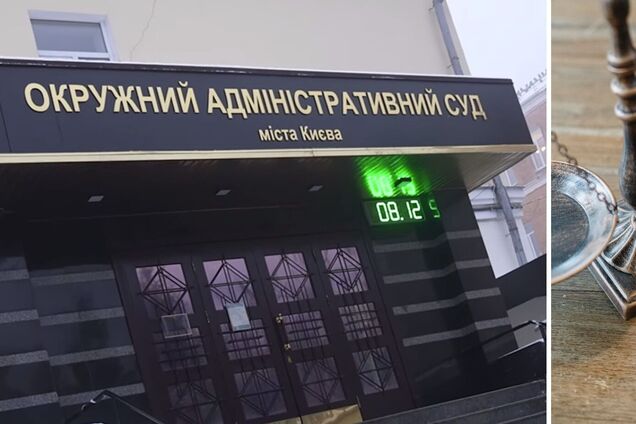 ОКРУЖНИЙ АДМІНІСТРАТИВНИЙ СУД
міста Києва
08.12